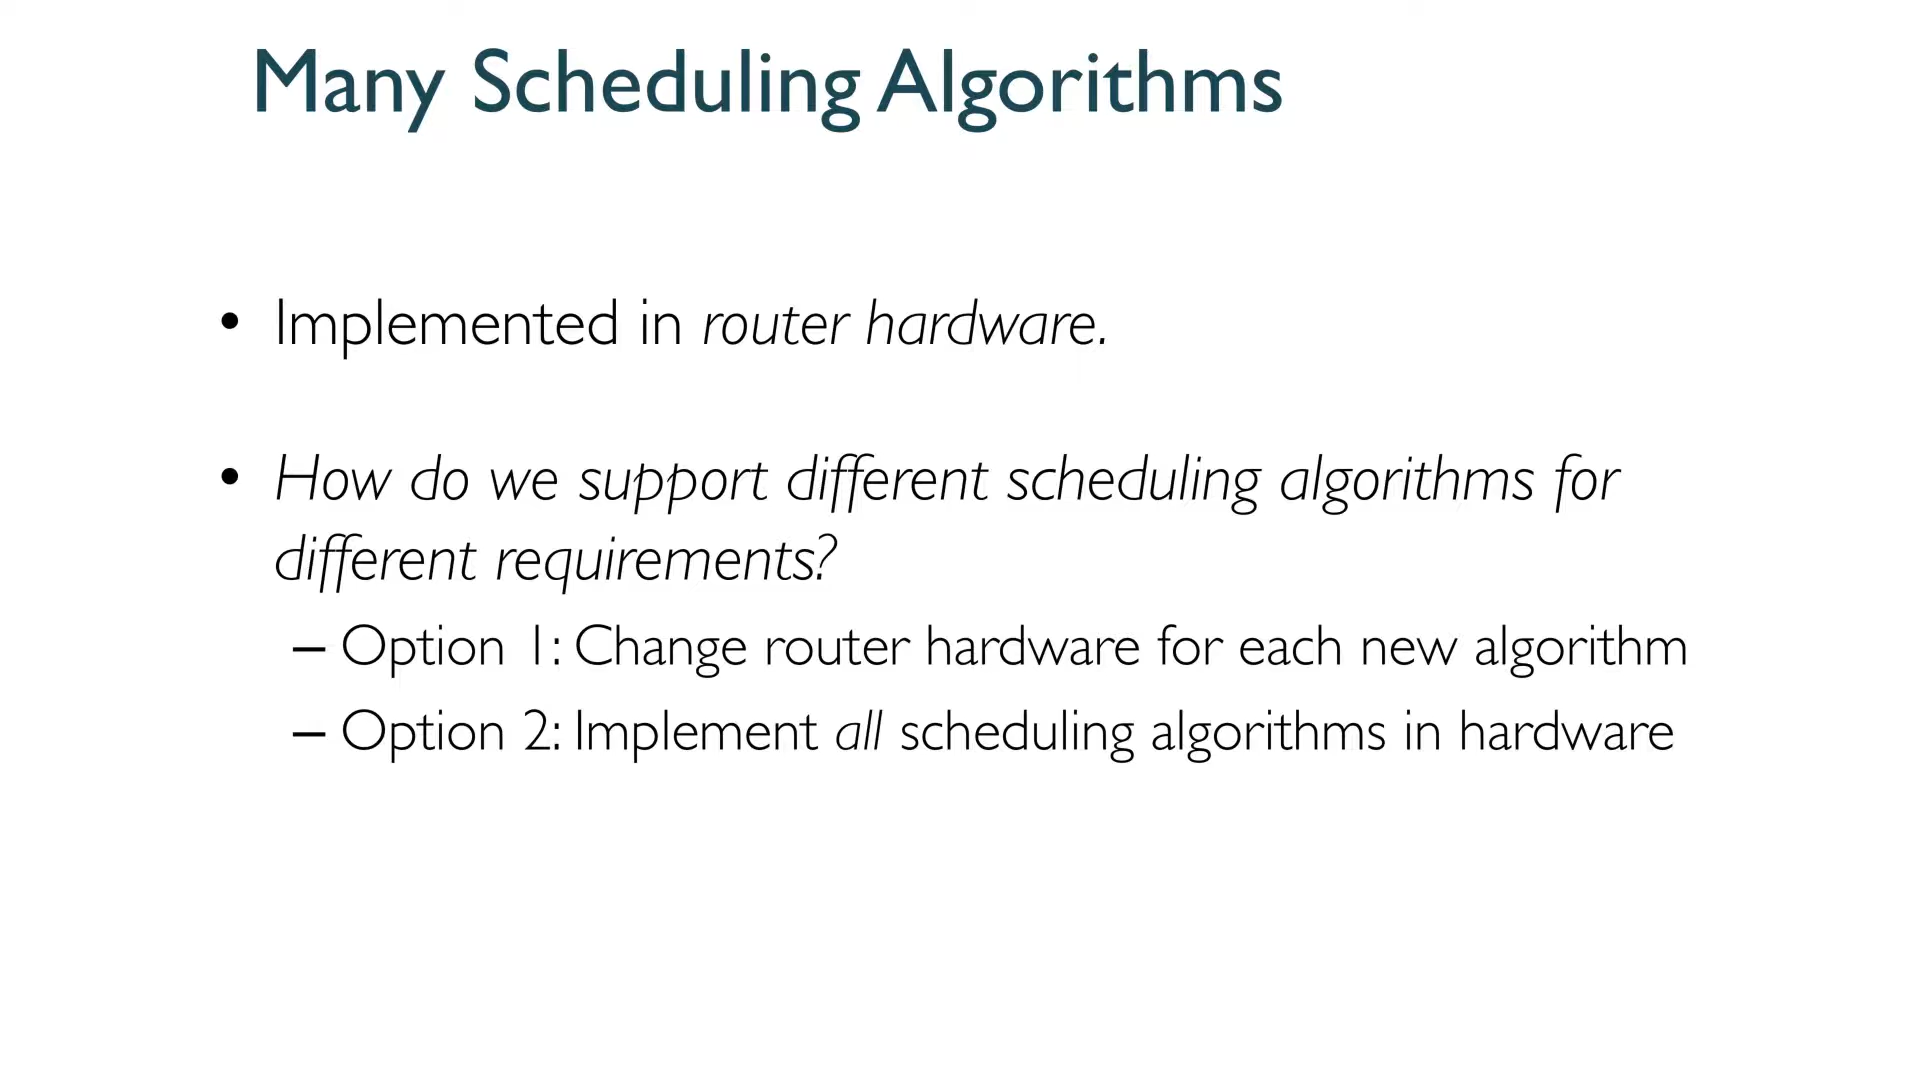 Many Scheduling Algorithms
• Implemented in router hardware.
• How do we support different scheduling algorithms for
different requirements?
– Option 1: Change router hardware for each new algorithm
– Option 2: Implement all scheduling algorithms in hardware